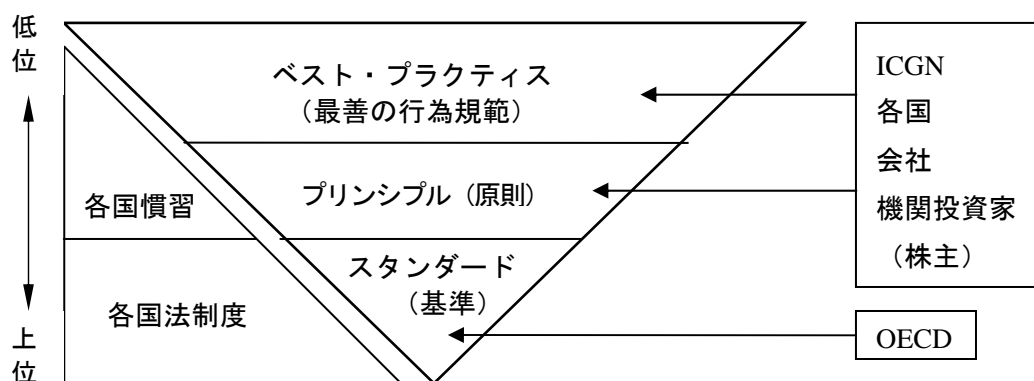 低
位
上
位
ベスト・プラクティス
(最善の行為規範)
プリンシプル(原則)
スタンダード
(基準)
各国慣習
各国法制度
ICGN
各国
会社
機関投資家
(株主)
OECD